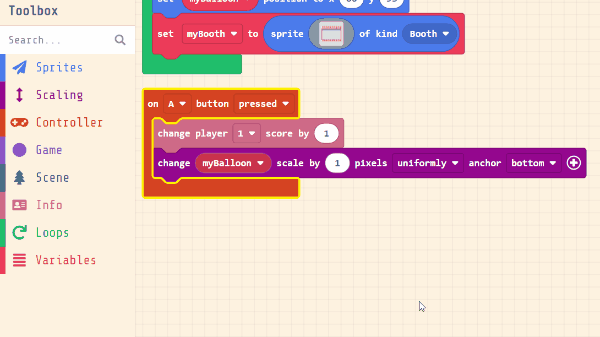 Toolbox
set myBalloon position to x 80 y 95
Search...
set myBooth to sprite of kind Booth
Sprites
Scaling
on A button pressed
Controller
change player 1 score by 1
Game
change myBalloon scale by 1 pixels uniformly anchor bottom
Scene
Info
Loops
Variables